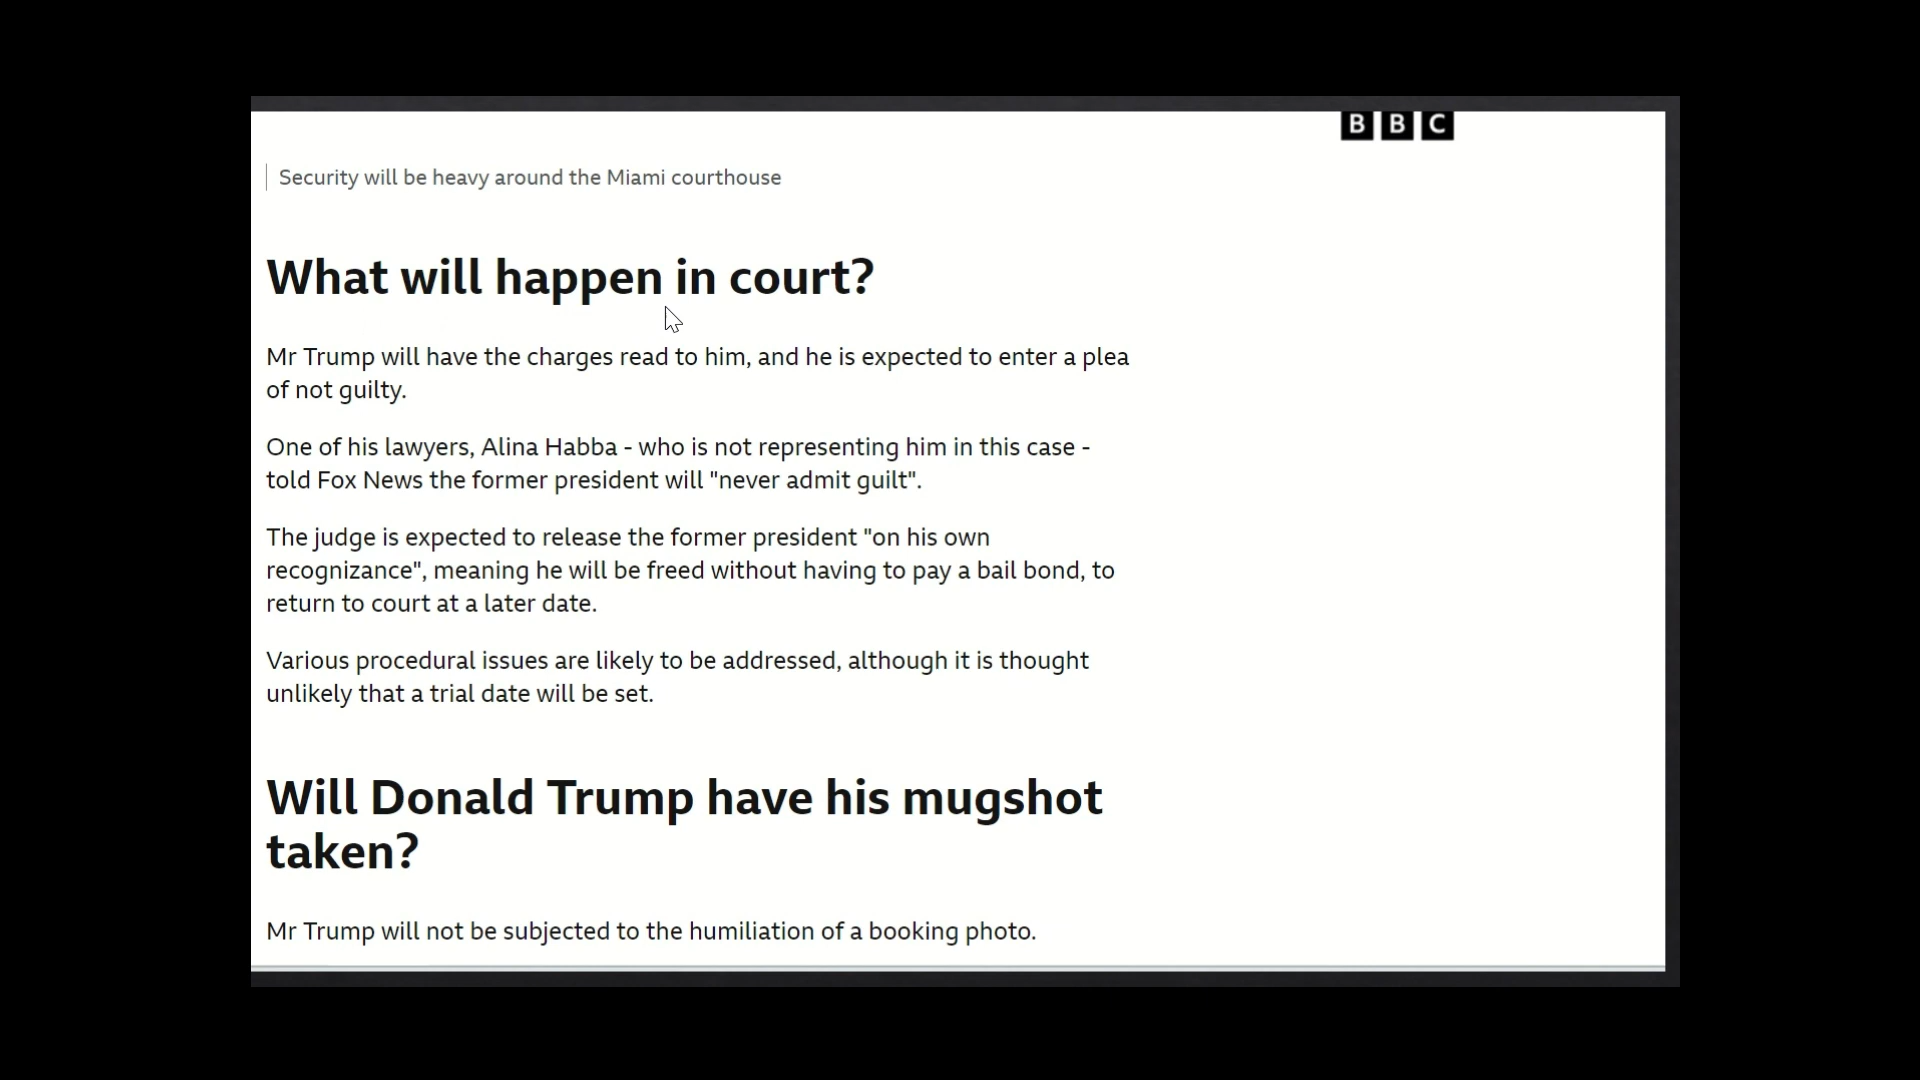 BBC
Security will be heavy around the Miami courthouse
What will happen in court?
Mr Trump will have the charges read to him, and he is expected to enter a plea
of not guilty.
One of his lawyers, Alina Habba - who is not representing him in this case -
told Fox News the former president will "never admit guilt".
The judge is expected to release the former president "on his own
recognizance", meaning he will be freed without having to pay a bail bond, to
return to court at a later date.
Various procedural issues are likely to be addressed, although it is thought
unlikely that a trial date will be set.
Will Donald Trump have his mugshot
taken?
Mr Trump will not be subjected to the humiliation of a booking photo.